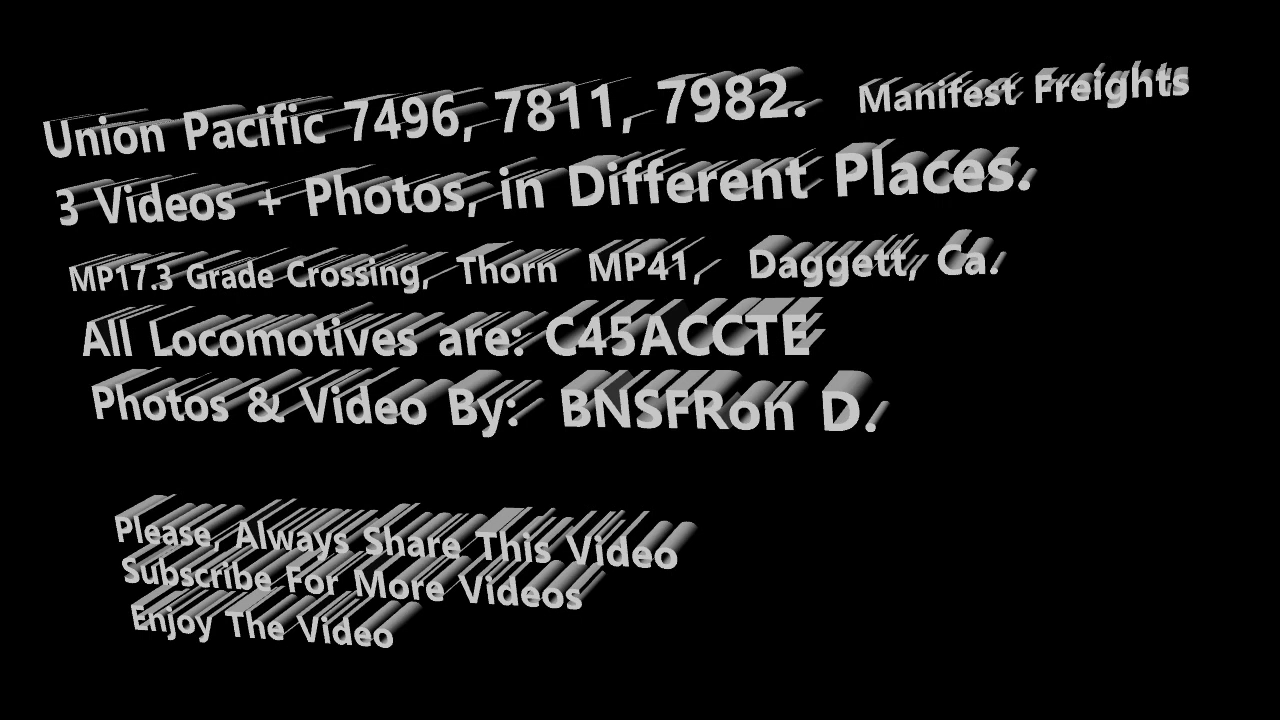 Union Pacific 7496, 7811, 7982. Manifest Freights
3 Videos + Photos, in Different Places.
MP17.3 Grade Crossing, Thorn MP41, Daggett, Ca.
All Locomotives are: C45ACCTE
Photos & Video By: BNSFRon D.
Please, Always Share This Video
Subscribe For More Videos
Enjoy The Video